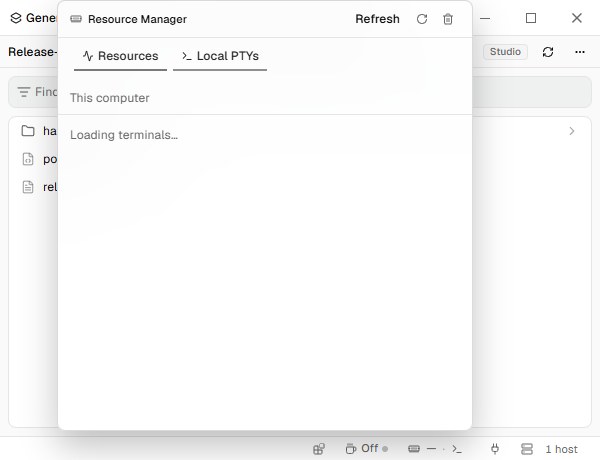 Gener
Resource Manager
Refresh
Release-
Resources
Local PTYs
Studio
Find
This computer
ha
Loading terminals...
po
rel
Off
1 host